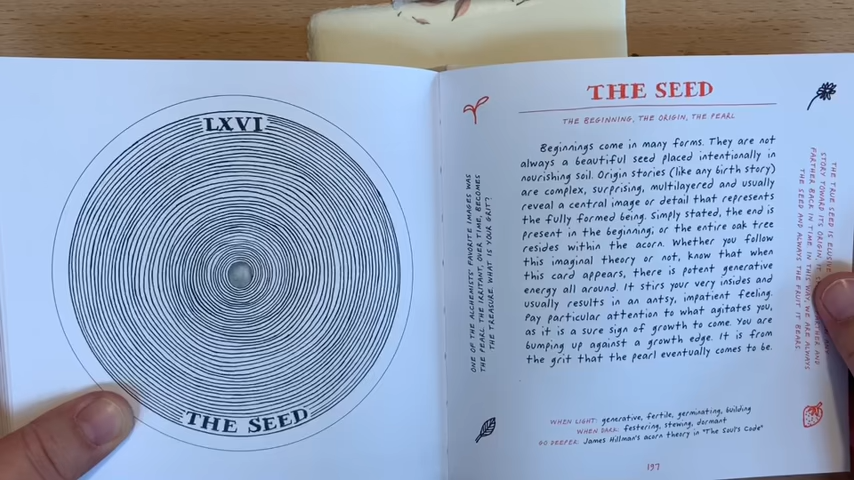 LXVI
THE SEED
THE SEED
THE BEGINNING, THE ORIGIN, THE PEARL
Beginnings come in many forms. They are not
always a beautiful seed placed intentionally in
nourishing soil. Origin stories (like any birth story)
are complex, surprising, multilayered and usually
reveal a central image or detail that represents
the fully formed being. Simply stated, the end is
present in the beginning; or the entire oak tree
resides within the acorn. Whether you follow
this imaginal theory or not, know that when
this card appears, there is potent generative
energy all around. It stirs your very insides and
usually results in an antsy, impatient feeling.
Pay particular attention to what agitates you,
as it is a sure sign of growth to come. You are
bumping up against a growth edge. It is from
the grit that the pearl eventually comes to be.
ONE OF THE ALCHEMISTS' FAVORITE IMAGES WAS
THE PEARL. THE IRRITANT, OVER TIME, BECOMES
THE TREASURE. WHAT IS YOUR GRIT?
THE TRUE SEED IS ELUSIVE
STORY TOWARD ITS ORIGIN, IT AND
FARTHER BACK IN TIME. IN THIS WAY, WE ARE ALWAYS
THE SEED AND ALWAYS THE FRUIT IT BEARS
WHEN LIGHT: generative, fertile, germinating, building
WHEN DARK: festering, stewing, dormant
GO DEEPER: James Hillman's acorn theory in "The Soul's Code"
197